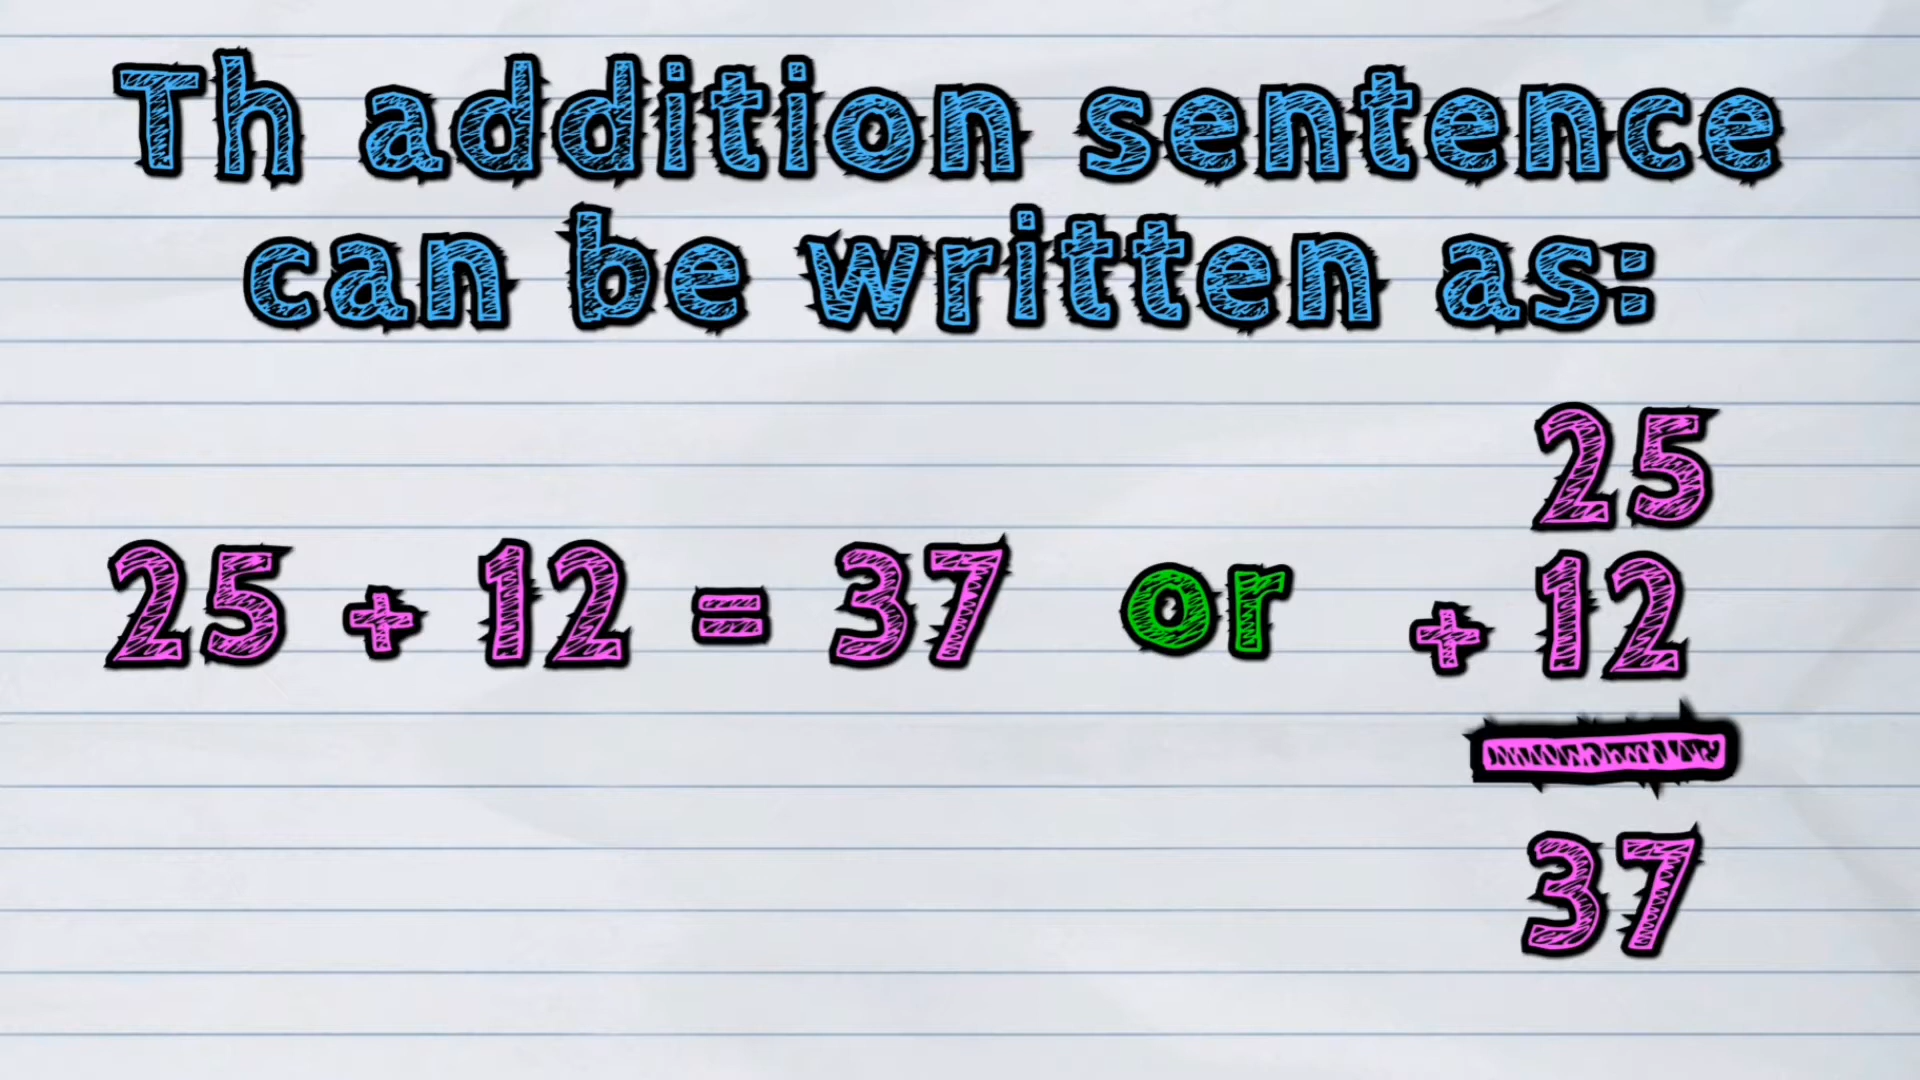 Th addition sentence
can be written as:
25 + 12 = 37 or
25
+ 12
37